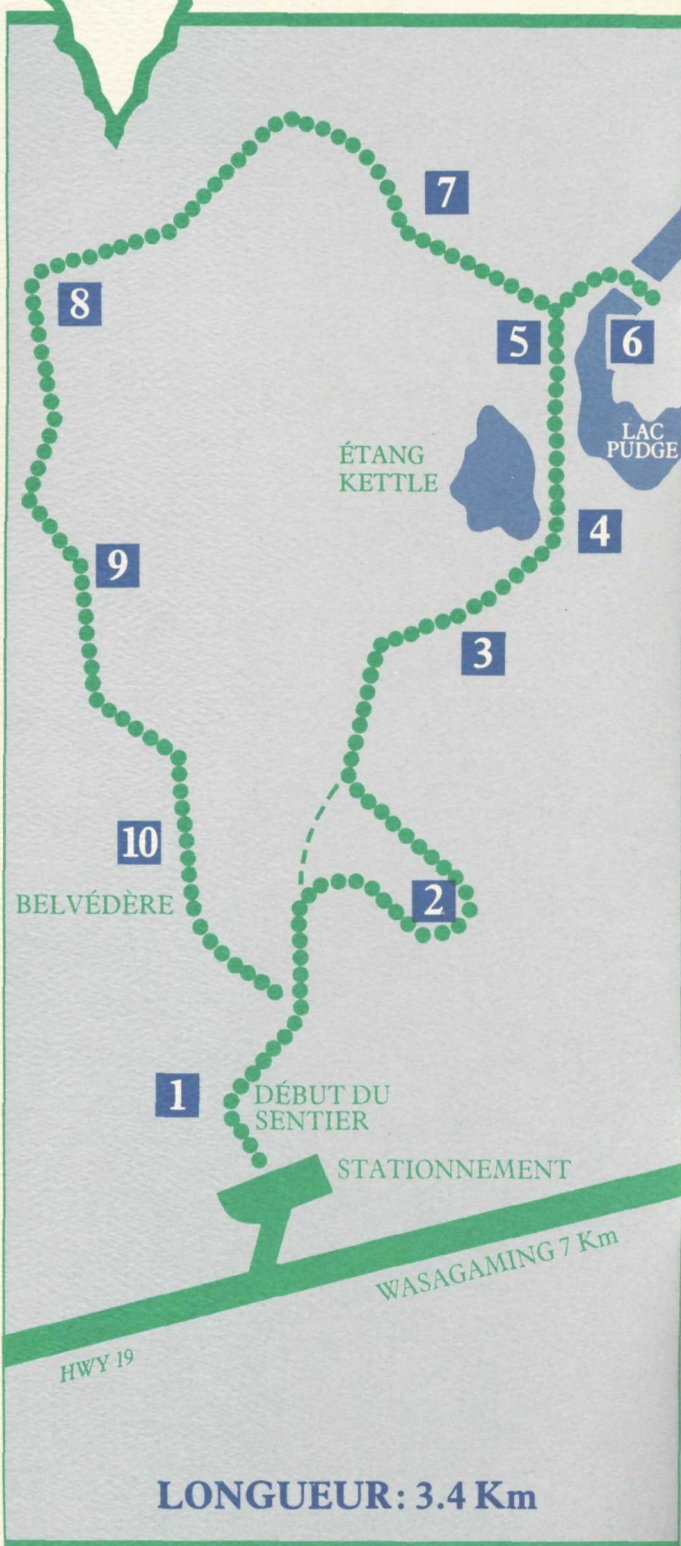 7
8
5
6
LAC
PUDGE
ÉTANG
KETTLE
4
9
3
10
BELVÉDÈRE
2
1
DÉBUT DU
SENTIER
STATIONNEMENT
WASAGAMING 7 Km
HWY 19
LONGUEUR: 3.4 Km